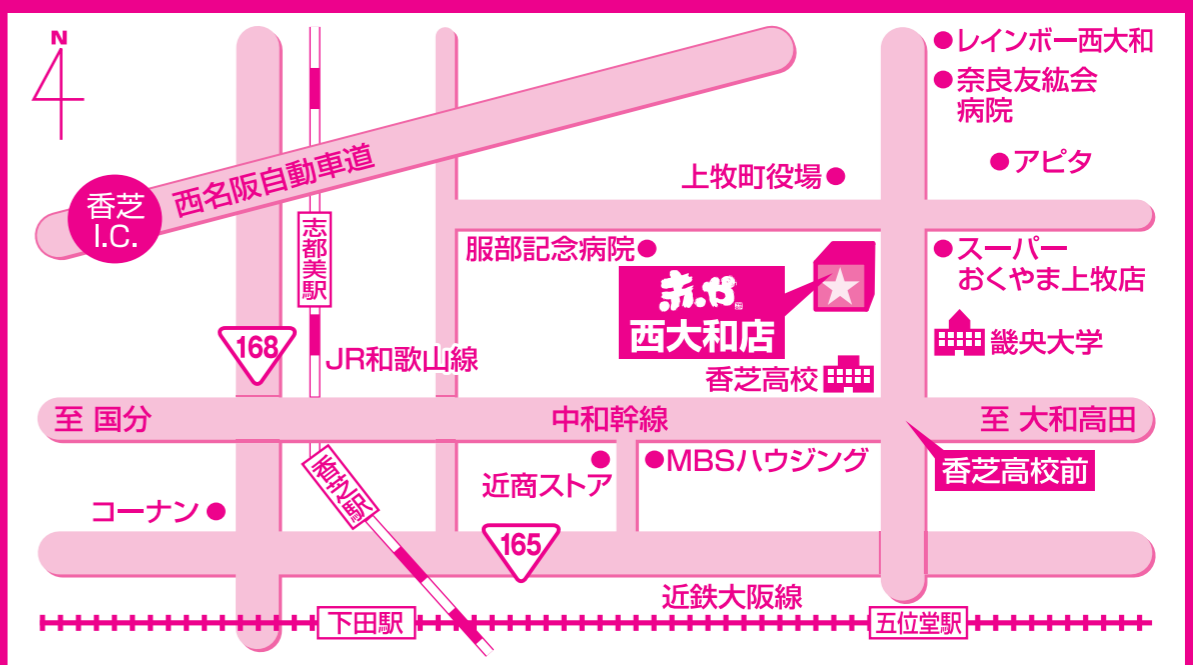 N
レインボー西大和
奈良友紘会
病院
アピタ
西名阪自動車道
上牧町役場
香芝
I.C.
志都美駅
服部記念病院
スーパー
おくやま上牧店
赤や
西大和店
168
JR和歌山線
畿央大学
香芝高校
至 国分
中和幹線
至 大和高田
香芝駅
近商ストア
MBSハウジング
香芝高校前
コーナン
165
近鉄大阪線
下田駅
五位堂駅